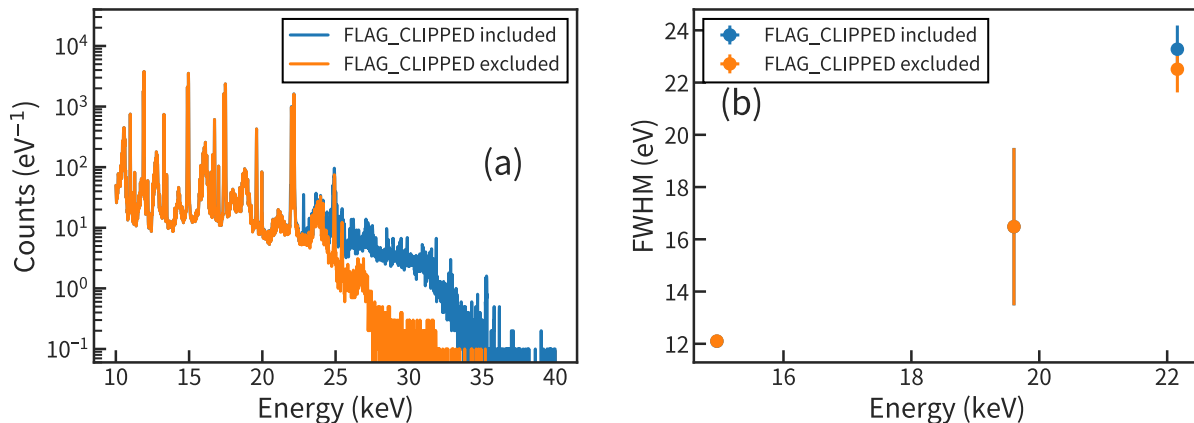 FLAG_CLIPPED included
FLAG_CLIPPED excluded
(a)
Counts (eV⁻¹)
10⁴
10³
10²
10¹
10⁰
10⁻¹
10 15 20 25 30 35 40
Energy (keV)
FLAG_CLIPPED included
FLAG_CLIPPED excluded
(b)
FWHM (eV)
24
22
20
18
16
14
12
16 18 20 22
Energy (keV)